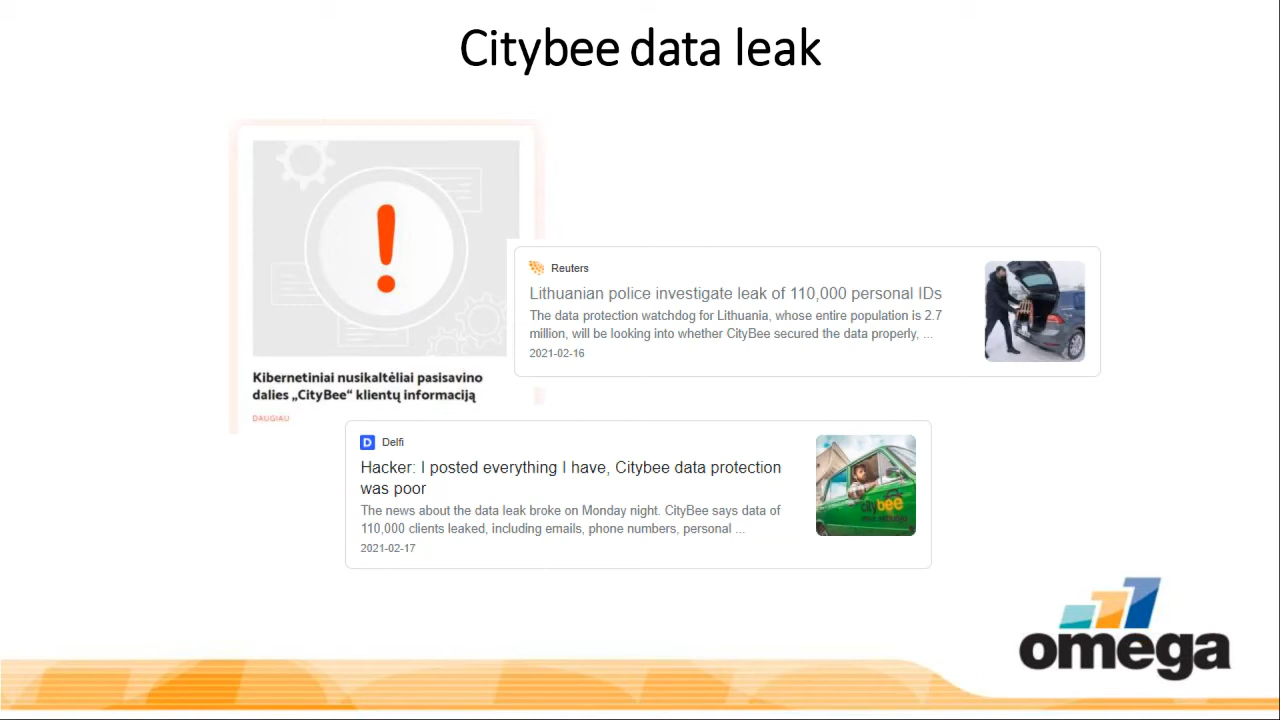 Citybee data leak
Kibernetiniai nusikaltėliai pasisavino
dalies „CityBee“ klientų informaciją
DAUGIAU
Reuters
Lithuanian police investigate leak of 110,000 personal IDs
The data protection watchdog for Lithuania, whose entire population is 2.7
million, will be looking into whether CityBee secured the data properly, ...
2021-02-16
Delfi
Hacker: I posted everything I have, Citybee data protection
was poor
The news about the data leak broke on Monday night. CityBee says data of
110,000 clients leaked, including emails, phone numbers, personal ...
2021-02-17
citybee
omega